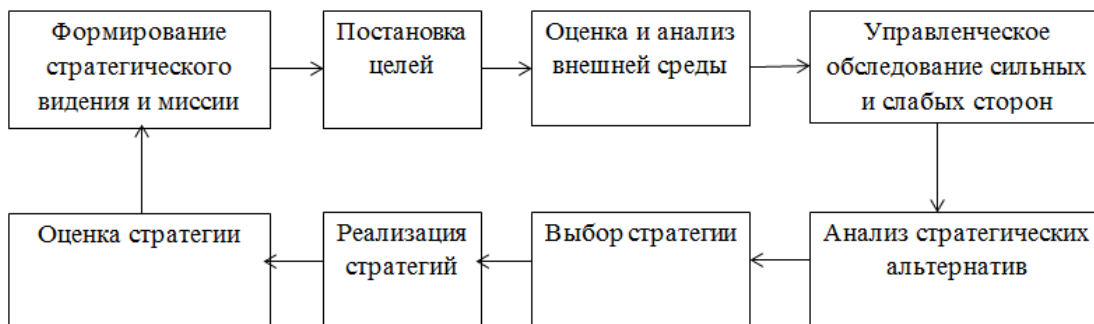 Формирование
стратегического
видения и миссии
Постановка
целей
Оценка и анализ
внешней среды
Управленческое
обследование сильных
и слабых сторон
Оценка стратегии
Реализация
стратегий
Выбор стратегии
Анализ стратегических
альтернатив